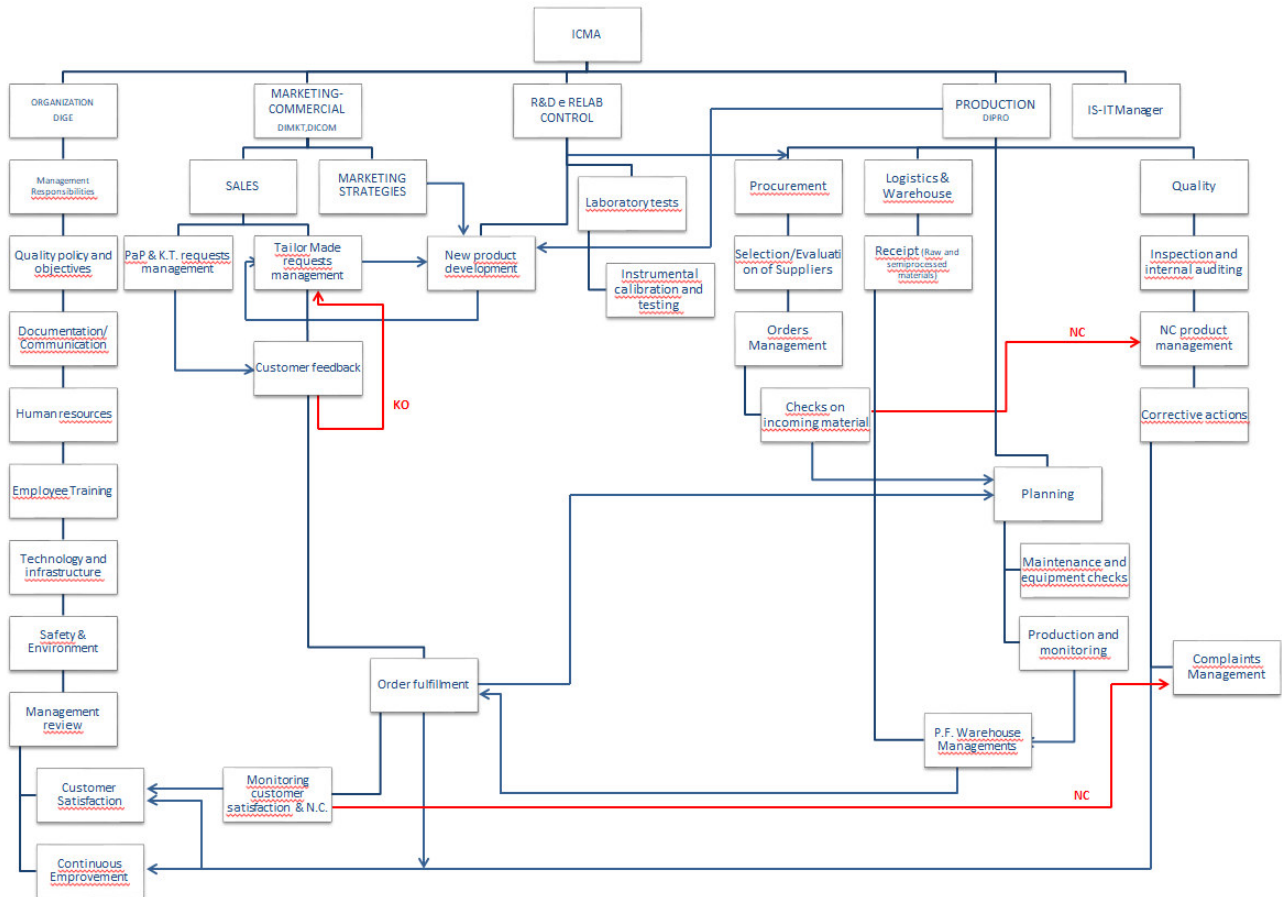 ICMA
ORGANIZATION
DIGE
MARKETING-
COMMERCIAL
DIMKT,DICOM
R&D e RELAB
CONTROL
PRODUCTION
DIPRO
IS-IT Manager
Management
Responsibilities
SALES
MARKETING
STRATEGIES
Laboratory tests
Procurement
Logistics &
Warehouse
Quality
Quality policy and
objectives
PaP & K.T. requests
management
Tailor Made
requests
management
New product
development
Instrumental
calibration and
testing
Selection/Evaluati
on of Suppliers
Receipt (Raw and
semiprocessed
materials)
Inspection and
internal auditing
Documentation/
Communication
Customer feedback
KO
Orders
Management
NC
NC product
management
Human resources
Checks on
incoming material
Corrective actions
Employee Training
Planning
Technology and
infrastructure
Maintenance and
equipment checks
Safety &
Environment
Production and
monitoring
Order fulfillment
Complaints
Management
Management
review
P.F. Warehouse
Managements
Customer
Satisfaction
Monitoring
customer
satisfaction & N.C.
NC
Continuous
Emprovement